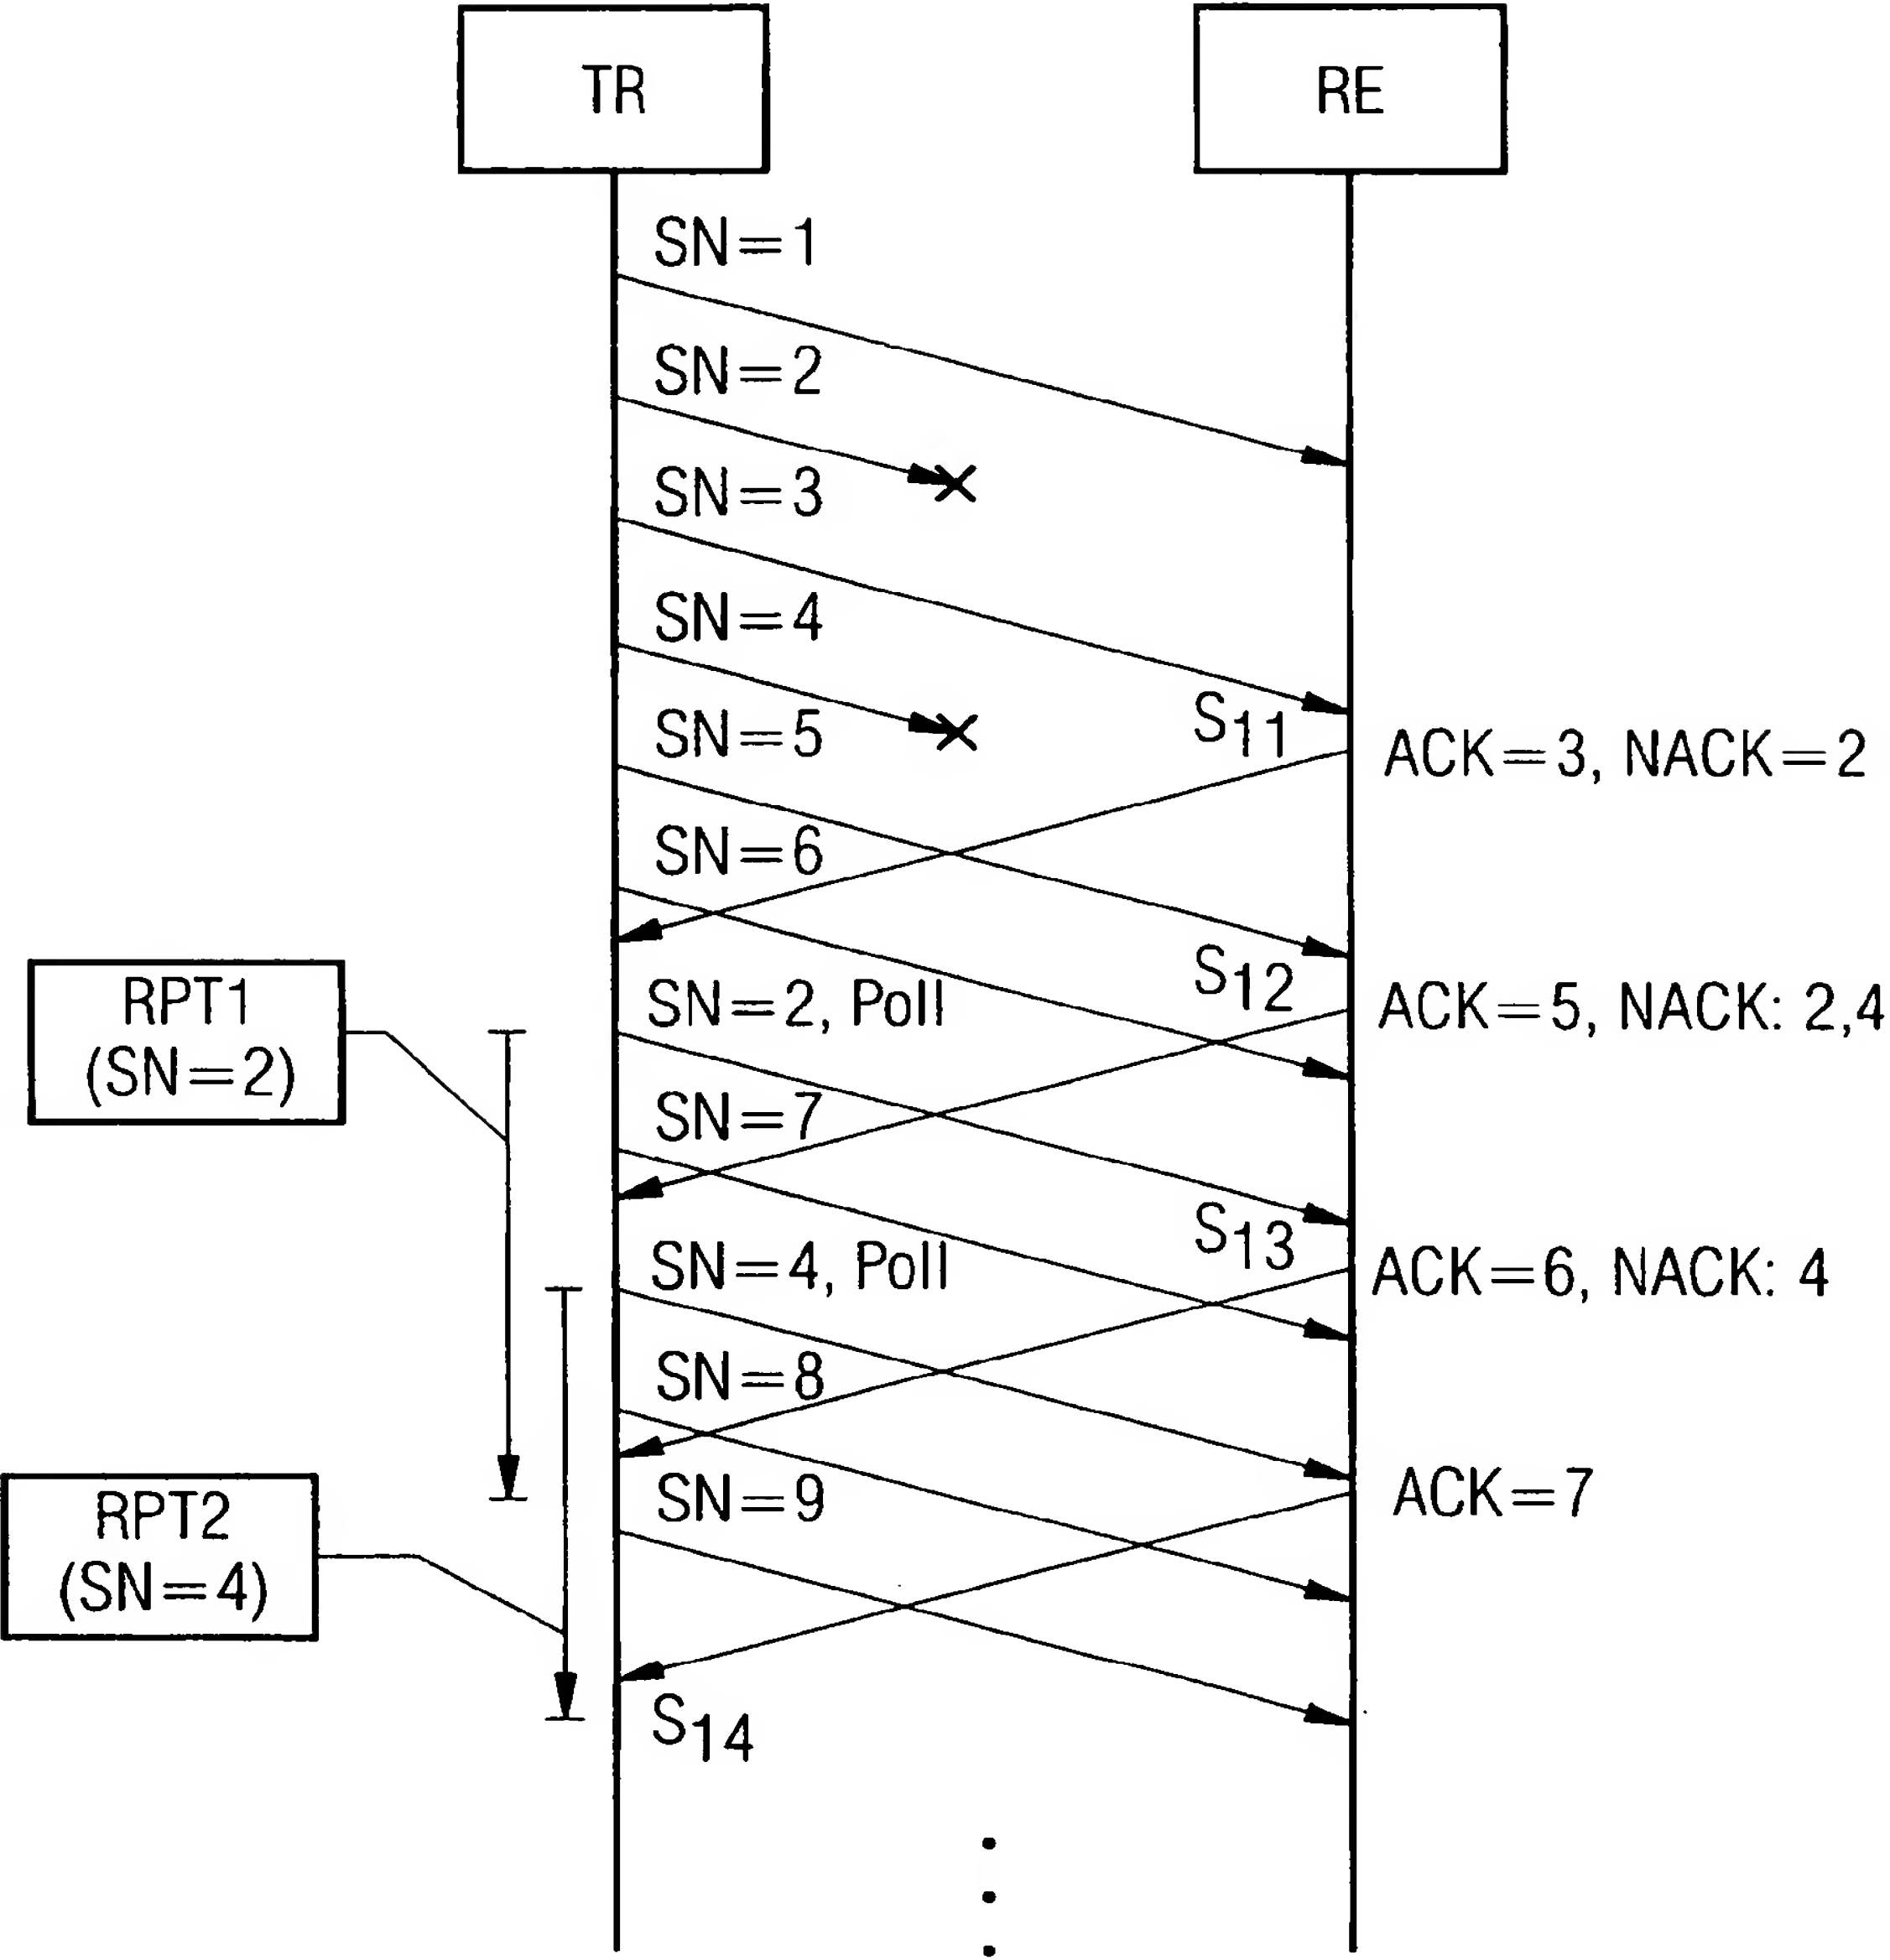 TR
RE
SN=1
SN=2
SN=3
SN=4
SN=5
S11
ACK=3, NACK=2
SN=6
S12
RPT1
(SN=2)
SN=2, Poll
ACK=5, NACK: 2,4
SN=7
S13
SN=4, Poll
ACK=6, NACK: 4
SN=8
SN=9
ACK=7
RPT2
(SN=4)
S14